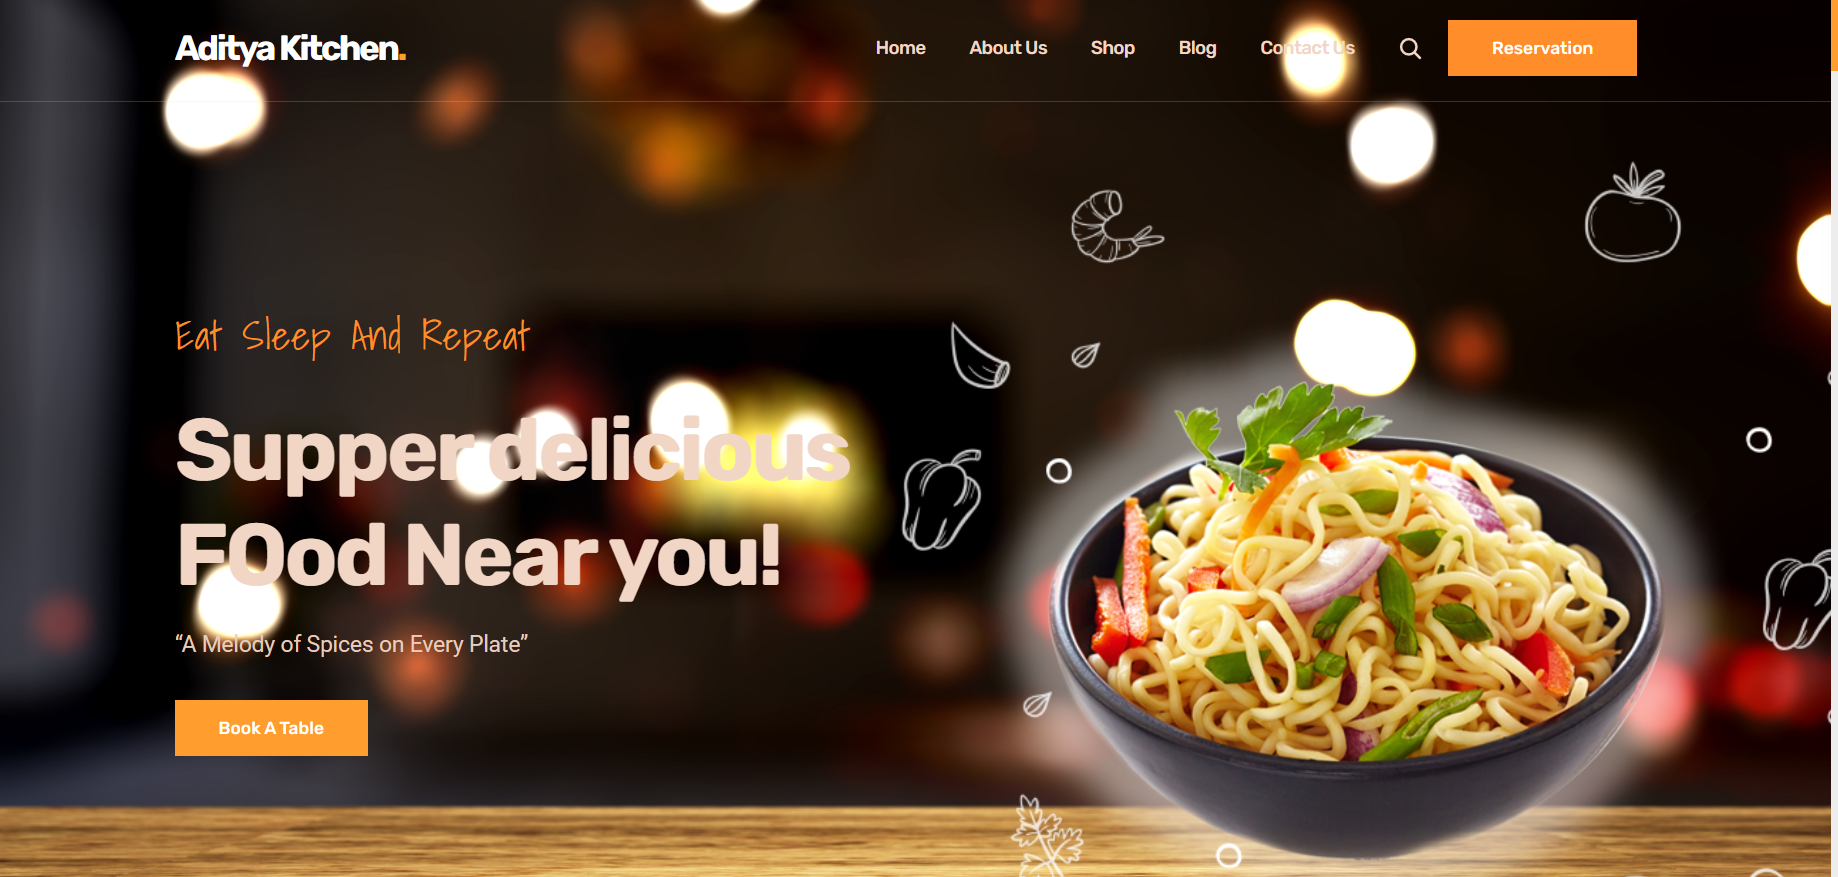 Aditya Kitchen.
Home About Us Shop Blog Contact Us Reservation
Eat Sleep And Repeat
Supper delicious
FOod Near you!
“A Melody of Spices on Every Plate”
Book A Table